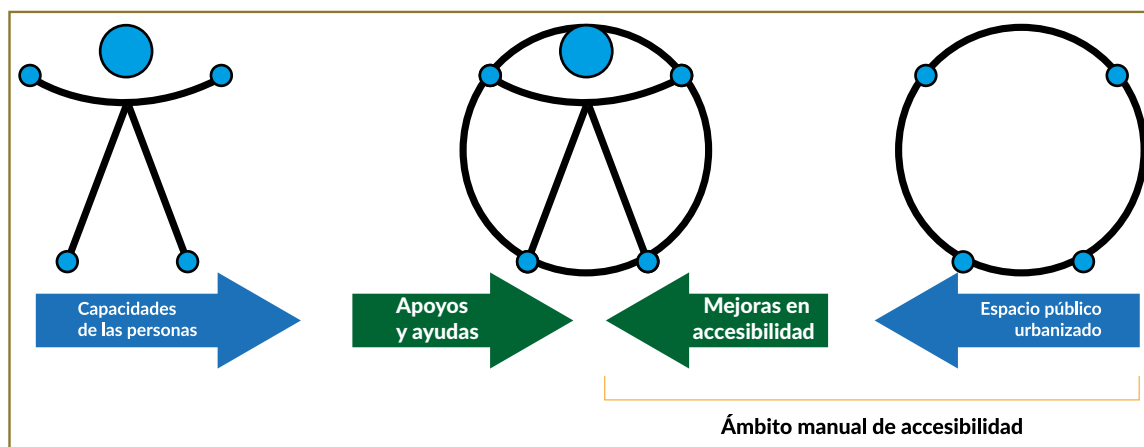 Capacidades
de las personas
Apoyos
y ayudas
Mejoras en
accesibilidad
Espacio público
urbanizado
Ámbito manual de accesibilidad